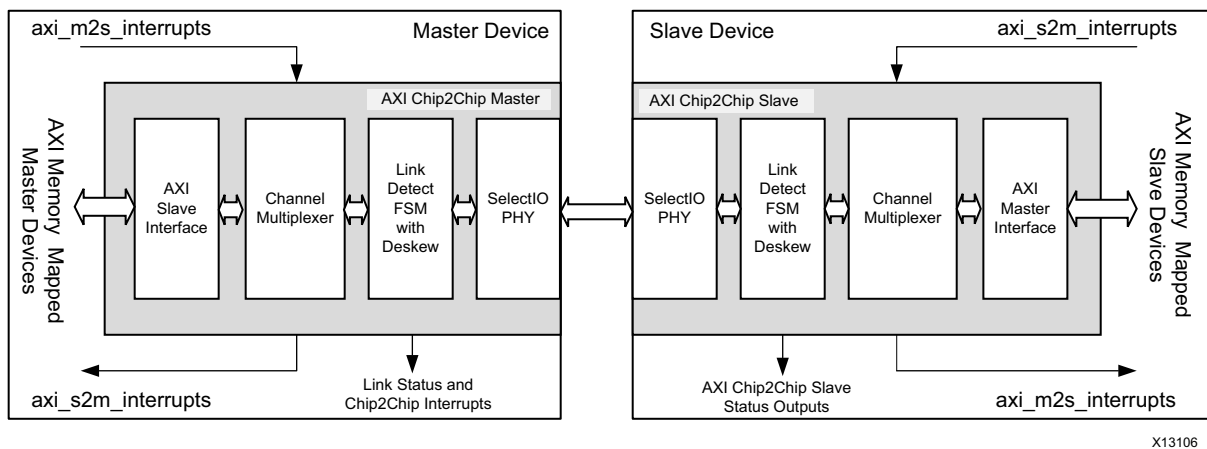 axi_m2s_interrupts
Master Device
Slave Device
axi_s2m_interrupts
AXI Chip2Chip Master
AXI Chip2Chip Slave
AXI Memory Mapped
Master Devices
AXI
Slave
Interface
Channel
Multiplexer
Link
Detect
FSM
with
Deskew
SelectIO
PHY
SelectIO
PHY
Link
Detect
FSM
with
Deskew
Channel
Multiplexer
AXI
Master
Interface
AXI Memory Mapped
Slave Devices
axi_s2m_interrupts
Link Status and
Chip2Chip Interrupts
AXI Chip2Chip Slave
Status Outputs
axi_m2s_interrupts
X13106